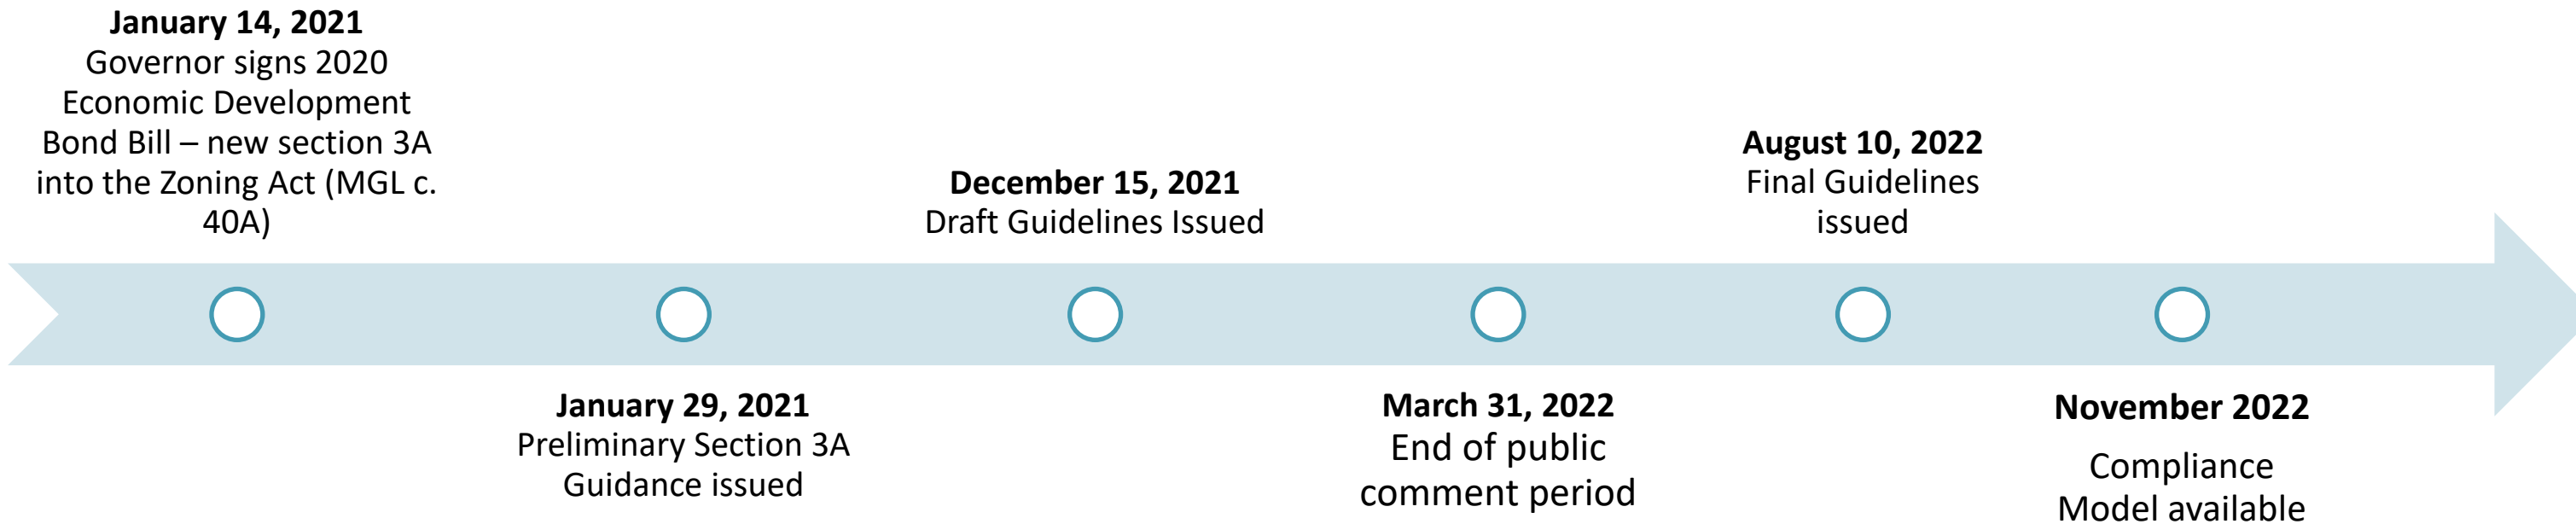 January 14, 2021
Governor signs 2020
Economic Development
Bond Bill – new section 3A
into the Zoning Act (MGL c.
40A)
January 29, 2021
Preliminary Section 3A
Guidance issued
December 15, 2021
Draft Guidelines Issued
March 31, 2022
End of public
comment period
August 10, 2022
Final Guidelines
issued
November 2022
Compliance
Model available